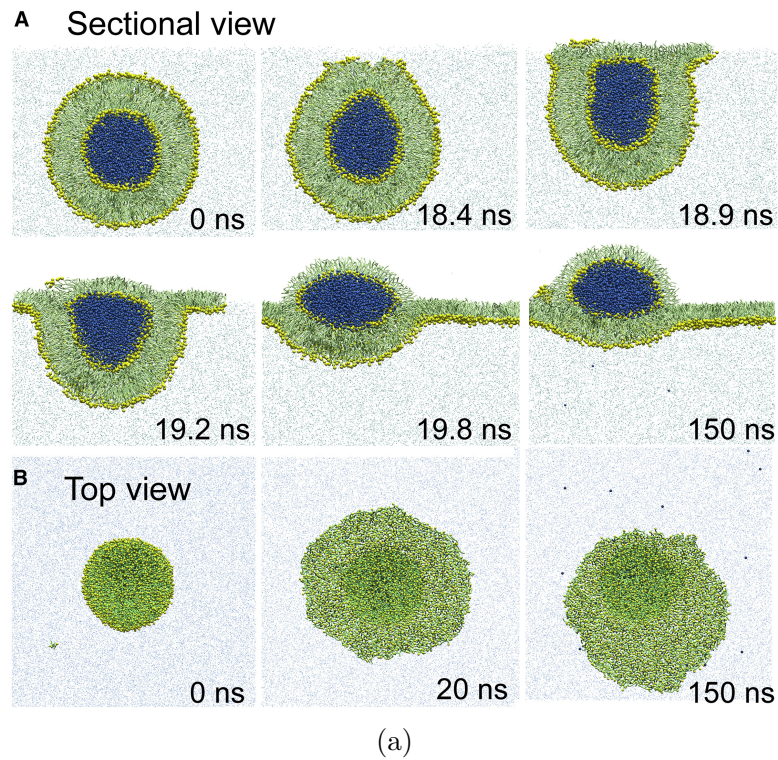 A Sectional view
0 ns
18.4 ns
18.9 ns
19.2 ns
19.8 ns
150 ns
B Top view
0 ns
20 ns
150 ns
(a)